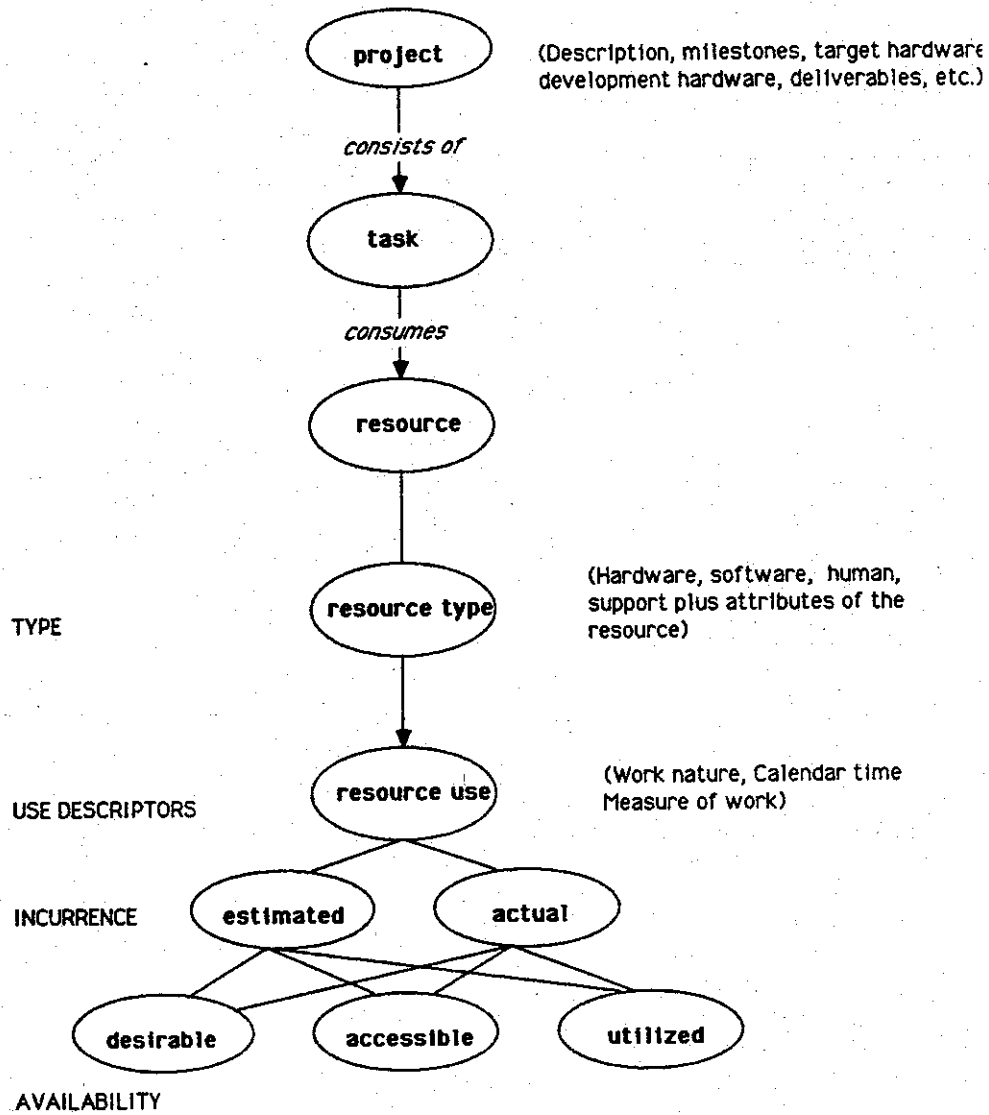 project
(Description, milestones, target hardware
development hardware, deliverables, etc.)
consists of
task
consumes
resource
resource type
(Hardware, software, human,
support plus attributes of the
resource)
TYPE
resource use
(Work nature, Calendar time
Measure of work)
USE DESCRIPTORS
INCURRENCE
estimated
actual
desirable
accessible
utilized
AVAILABILITY